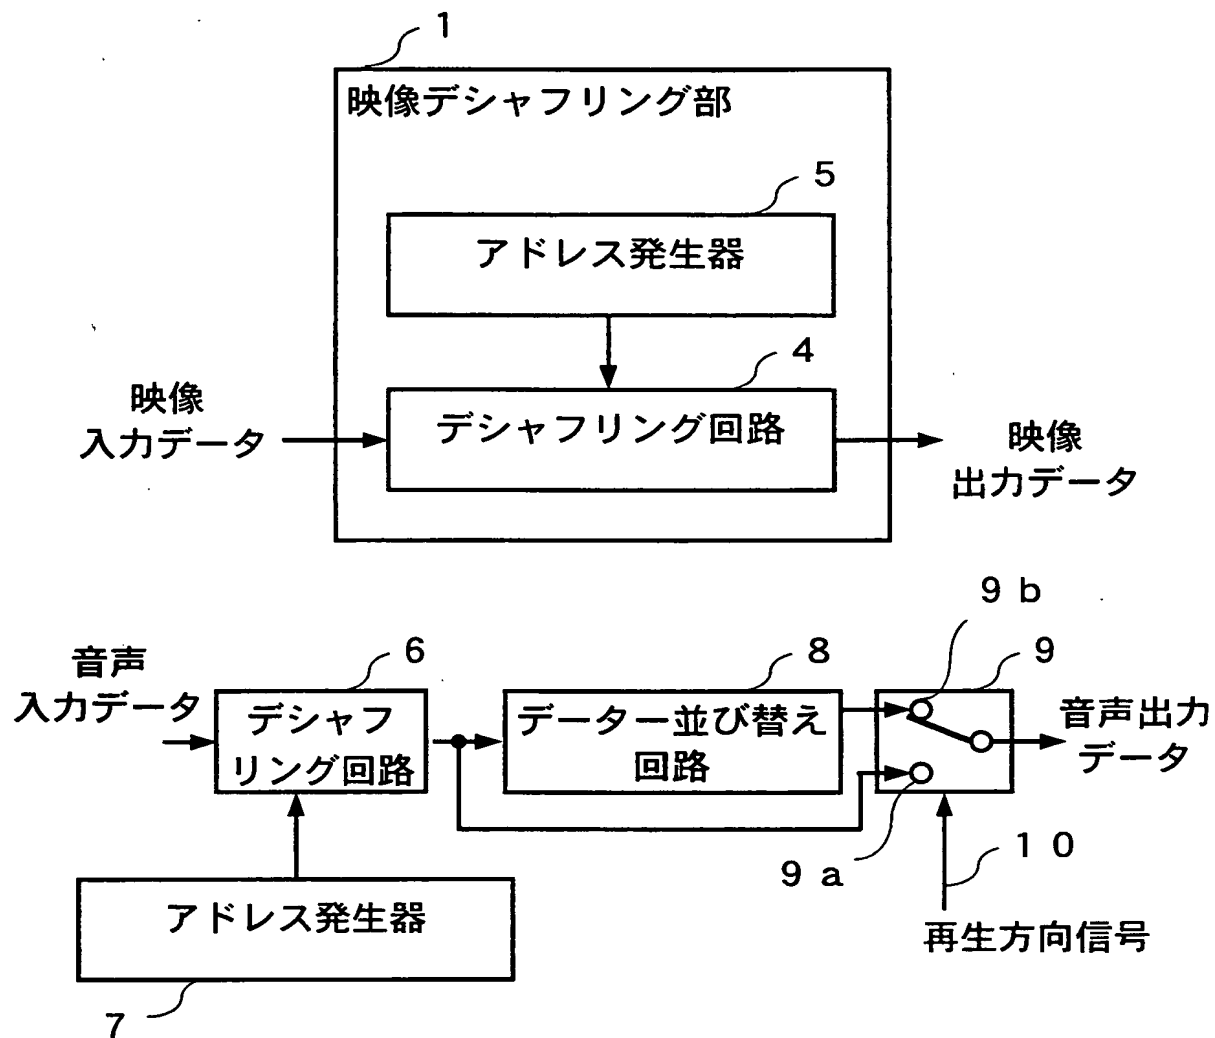 1
映像デシャフリング部
5
アドレス発生器
4
映像
入力データ
デシャフリング回路
映像
出力データ
9b
音声
入力データ
6
デシャフ
リング回路
8
データー並び替え
回路
9
音声出力
データ
9a
10
アドレス発生器
再生方向信号
7